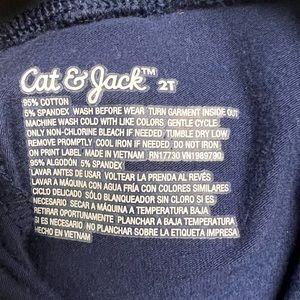 Cat & Jack™ 2T
95% COTTON
5% SPANDEX WASH BEFORE WEAR TURN GARMENT INSIDE OUT
MACHINE WASH COLD WITH LIKE COLORS GENTLE CYCLE
ONLY NON-CHLORINE BLEACH IF NEEDED TUMBLE DRY LOW
REMOVE PROMPTLY COOL IRON IF NEEDED DO NOT IRON
ON PRINT LABEL MADE IN VIETNAM RN17730 VN1989790
95% ALGODÓN 5% SPANDEX
LAVAR ANTES DE USAR VOLTEAR LA PRENDA AL REVÉS
LAVAR A MÁQUINA CON AGUA FRÍA CON COLORES SIMILARES
CICLO DELICADO SÓLO BLANQUEADOR SIN CLORO SI ES
NECESARIO SECAR A MÁQUINA A TEMPERATURA BAJA
RETIRAR OPORTUNAMENTE PLANCHAR A BAJA TEMPERATURA
SI ES NECESARIO NO PLANCHAR SOBRE LA ETIQUETA IMPRESA
HECHO EN VIETNAM